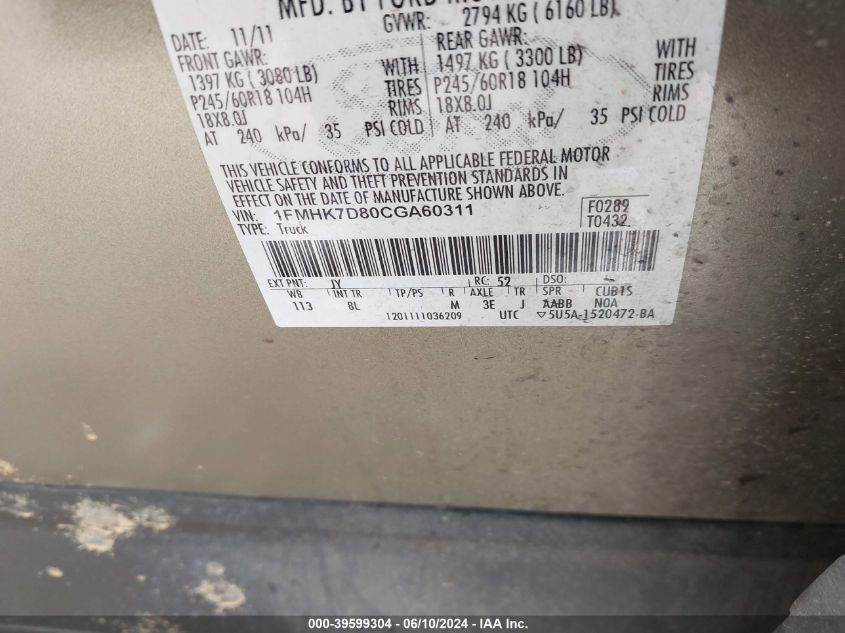 MFD. BY FORD
DATE: 11/11 GVWR: 2794 KG ( 6160 LB)
FRONT GAWR: REAR GAWR:
1397 KG ( 3080 LB) WITH 1497 KG ( 3300 LB) WITH
P245/60R18 104H TIRES P245/60R18 104H TIRES
18X8.0J RIMS 18X8.0J RIMS
AT 240 kPa/ 35 PSI COLD AT 240 kPa/ 35 PSI COLD
THIS VEHICLE CONFORMS TO ALL APPLICABLE FEDERAL MOTOR
VEHICLE SAFETY AND THEFT PREVENTION STANDARDS IN
EFFECT ON THE DATE OF MANUFACTURE SHOWN ABOVE.
VIN: 1FMHK7D80CGA60311 F0289
TYPE: Truck T0432
EXT PNT: JY RC: 52 DSO:
WB INT TR TP/PS R AXLE TR SPR CUB1S
113 8L M 3E J AABB N0A
1201111036209 UTC ▽5U5A-1520472-BA
000-39599304 - 06/10/2024 - IAA Inc.